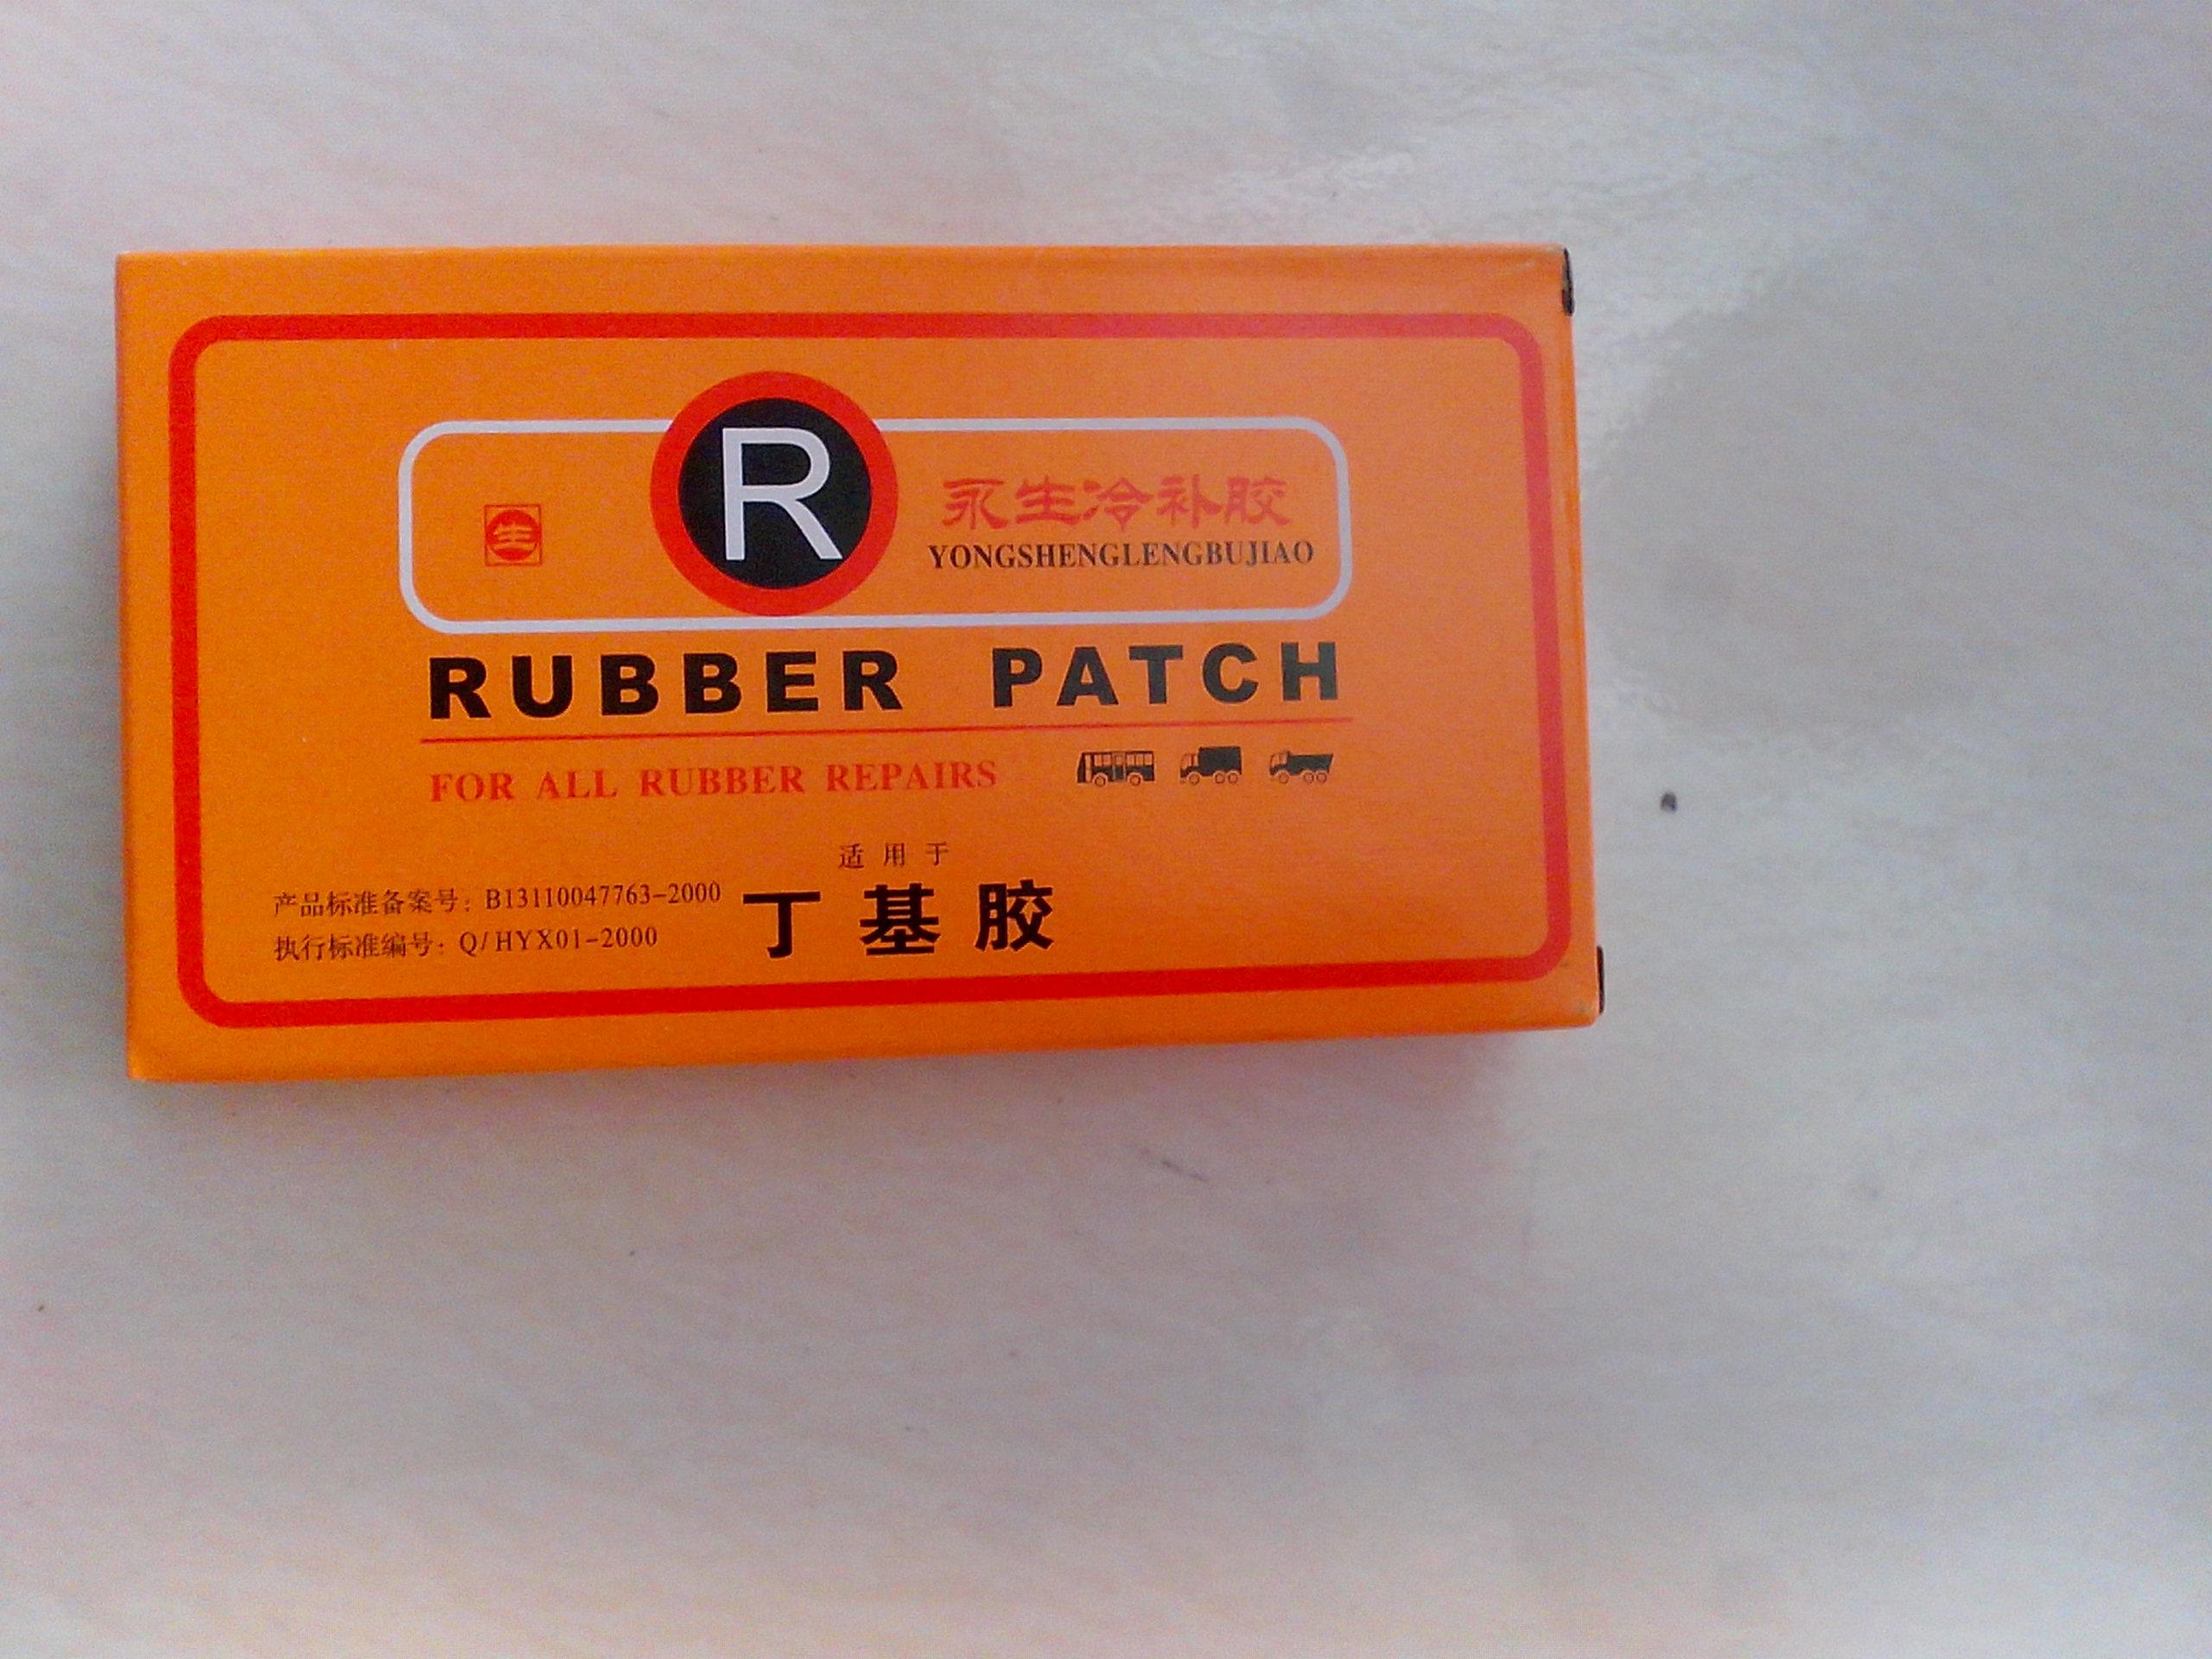 生
R
永生冷补胶
YONGSHENGLENGBUJIAO
RUBBER PATCH
FOR ALL RUBBER REPAIRS
适用于
丁基胶
产品标准备案号：B13110047763-2000
执行标准编号：Q/HYX01-2000